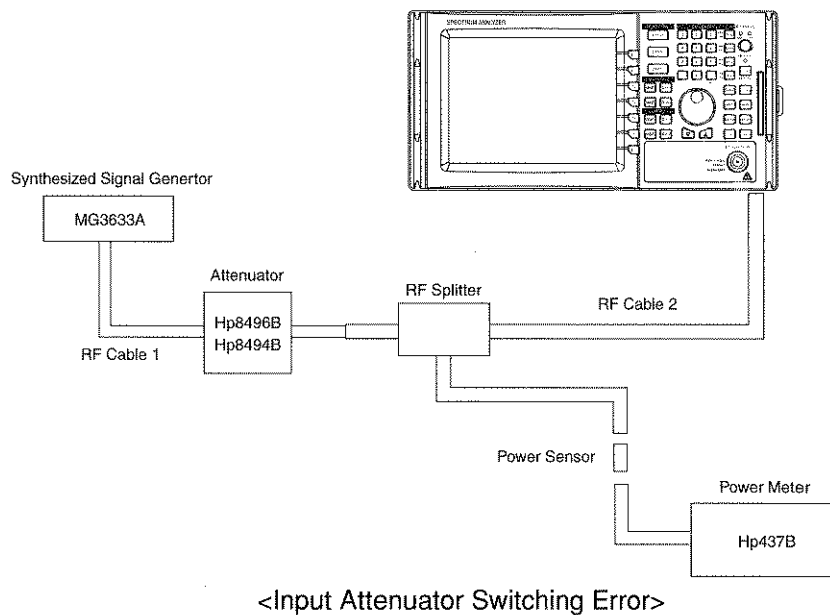 SPECTRUM ANALYZER
Synthesized Signal Genertor
MG3633A
Attenuator
Hp8496B
Hp8494B
RF Cable 1
RF Splitter
RF Cable 2
Power Sensor
Power Meter
Hp437B
<Input Attenuator Switching Error>